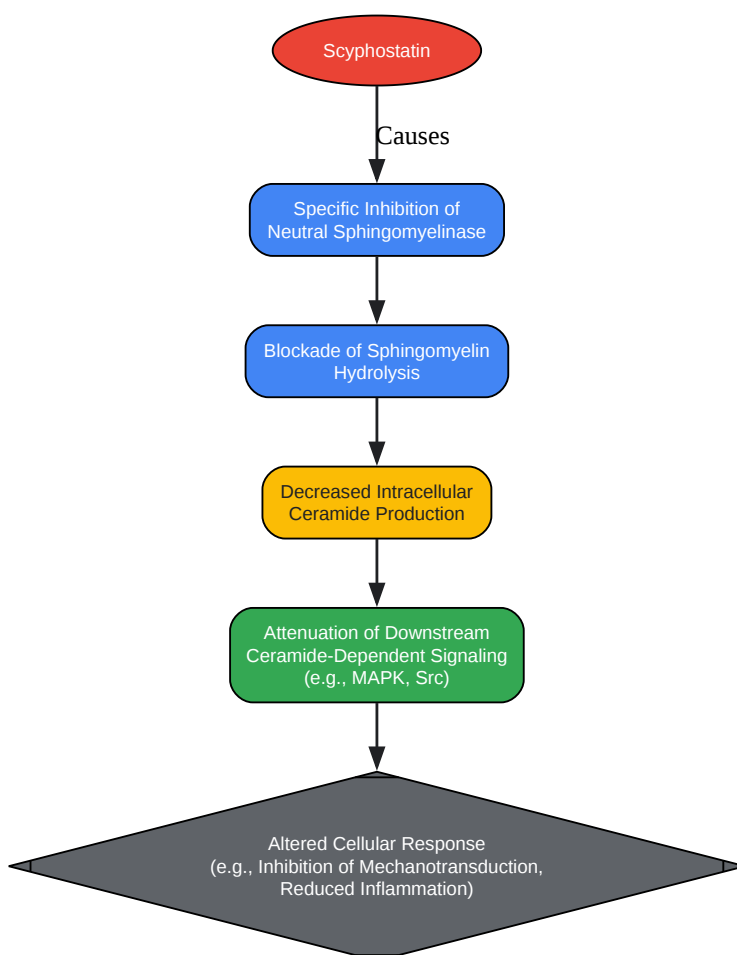 Scyphostatin
Causes
Specific Inhibition of
Neutral Sphingomyelinase
Blockade of Sphingomyelin
Hydrolysis
Decreased Intracellular
Ceramide Production
Attenuation of Downstream
Ceramide-Dependent Signaling
(e.g., MAPK, Src)
Altered Cellular Response
(e.g., Inhibition of Mechanotransduction,
Reduced Inflammation)